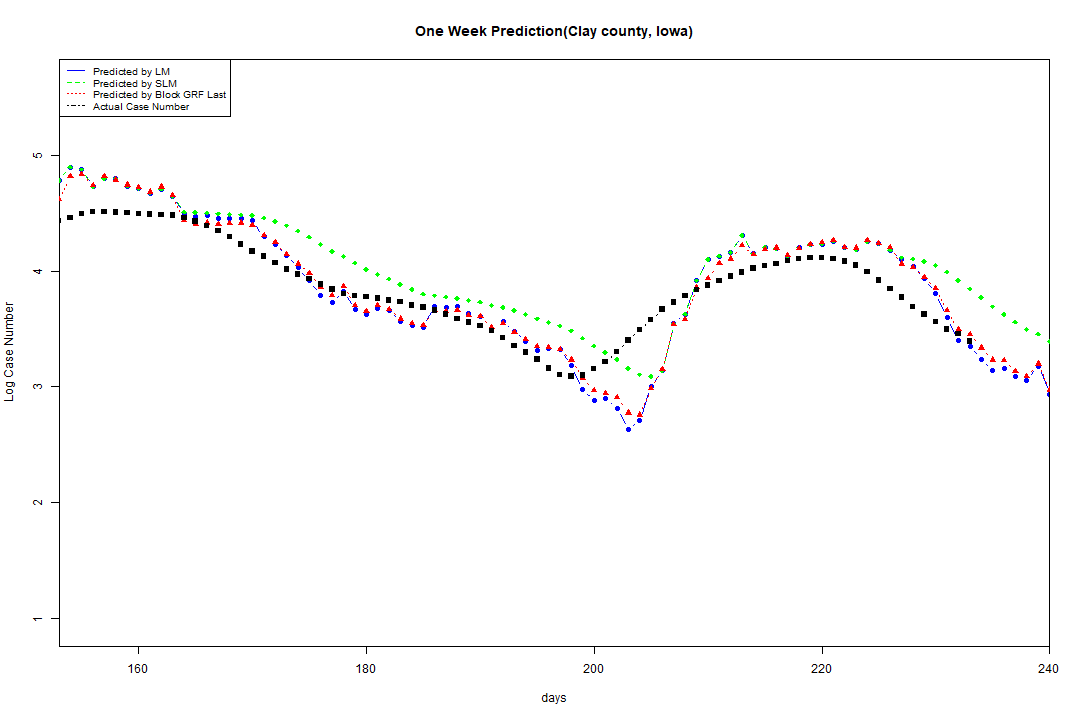 One Week Prediction(Clay county, Iowa)
Predicted by LM
Predicted by SLM
Predicted by Block GRF Last
Actual Case Number
5
4
3
2
1
Log Case Number
160
180
200
220
240
days